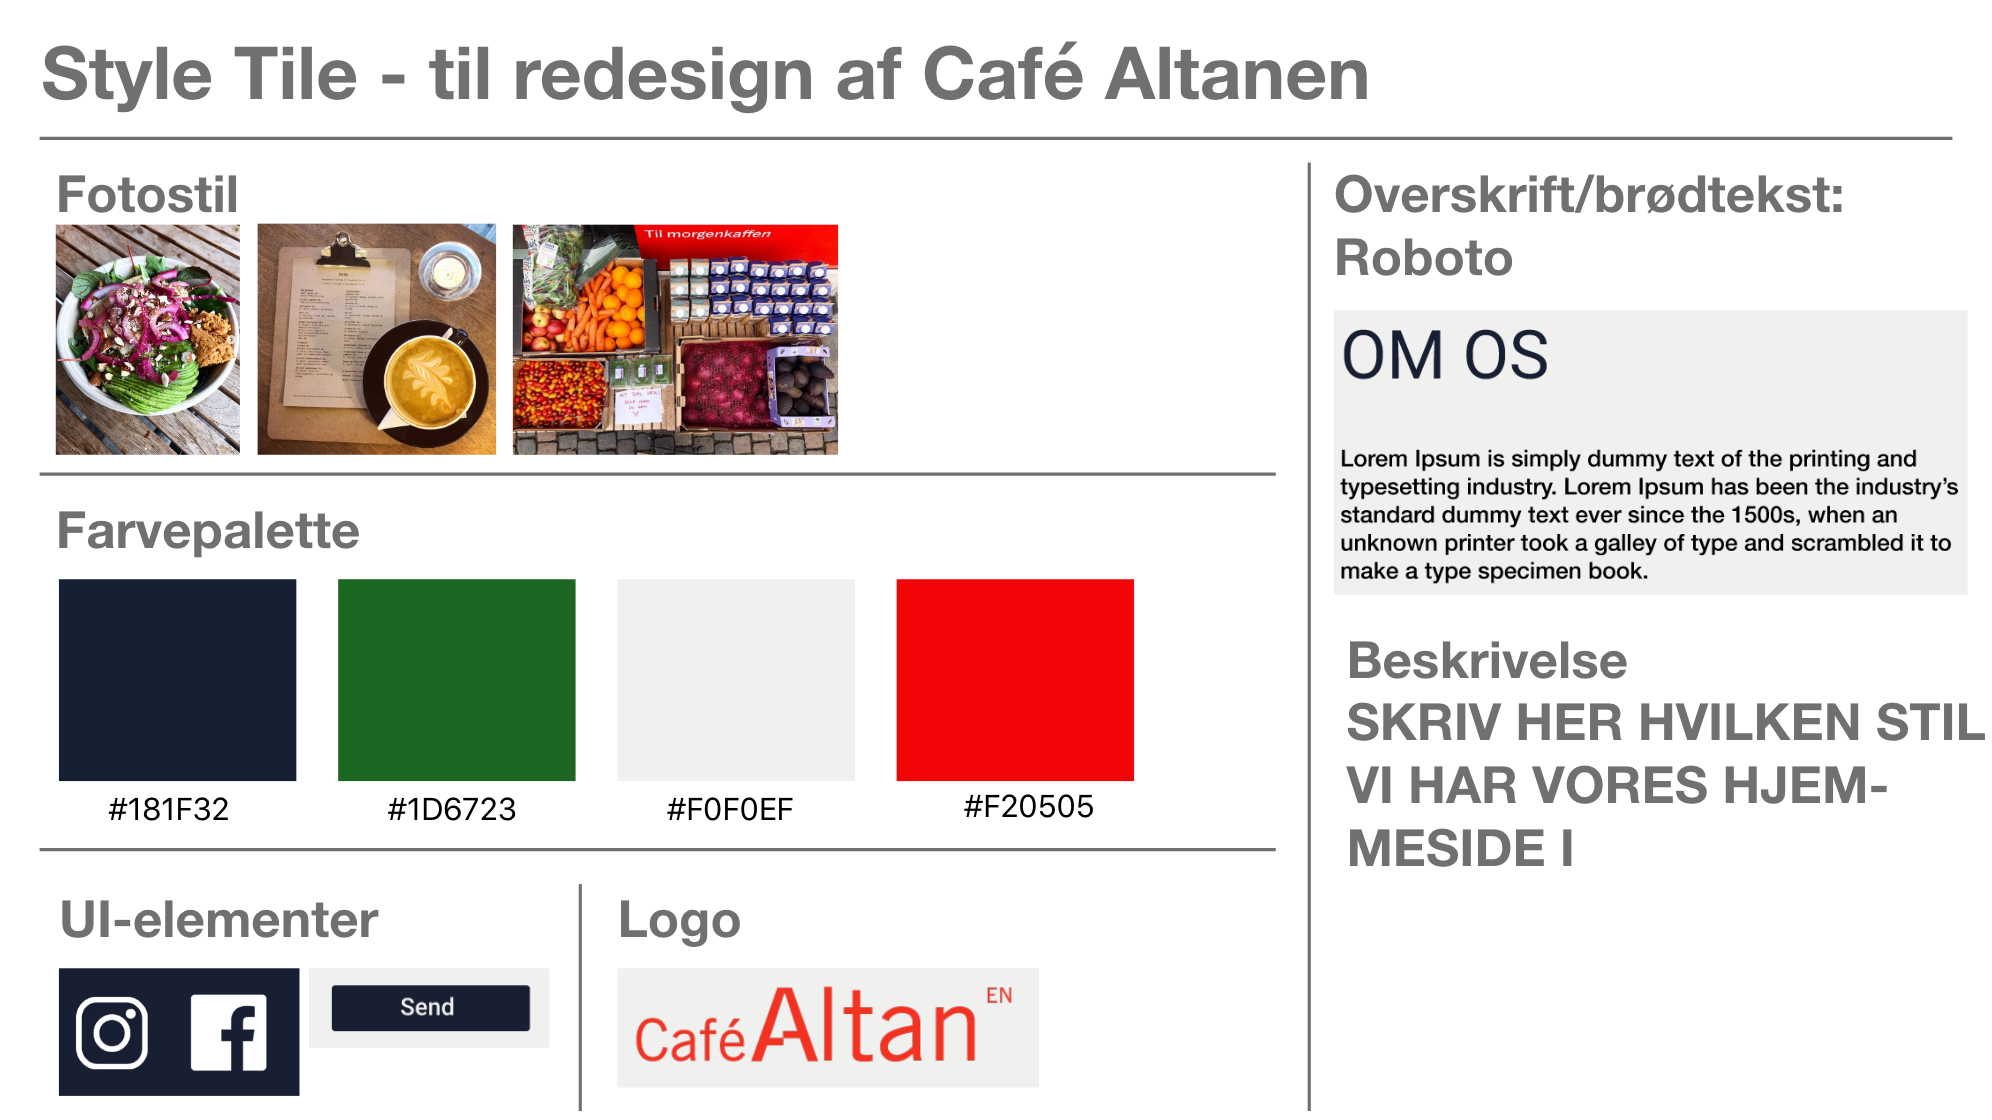 Style Tile - til redesign af Café Altanen
Fotostil
Til morgenkaffen
Farvepalette
#181F32
#1D6723
#F0F0EF
#F20505
UI-elementer
Send
Logo
Café Altan EN
Overskrift/brødtekst:
Roboto
OM OS
Lorem Ipsum is simply dummy text of the printing and
typesetting industry. Lorem Ipsum has been the industry’s
standard dummy text ever since the 1500s, when an
unknown printer took a galley of type and scrambled it to
make a type specimen book.
Beskrivelse
SKRIV HER HVILKEN STIL
VI HAR VORES HJEM-
MESIDE I